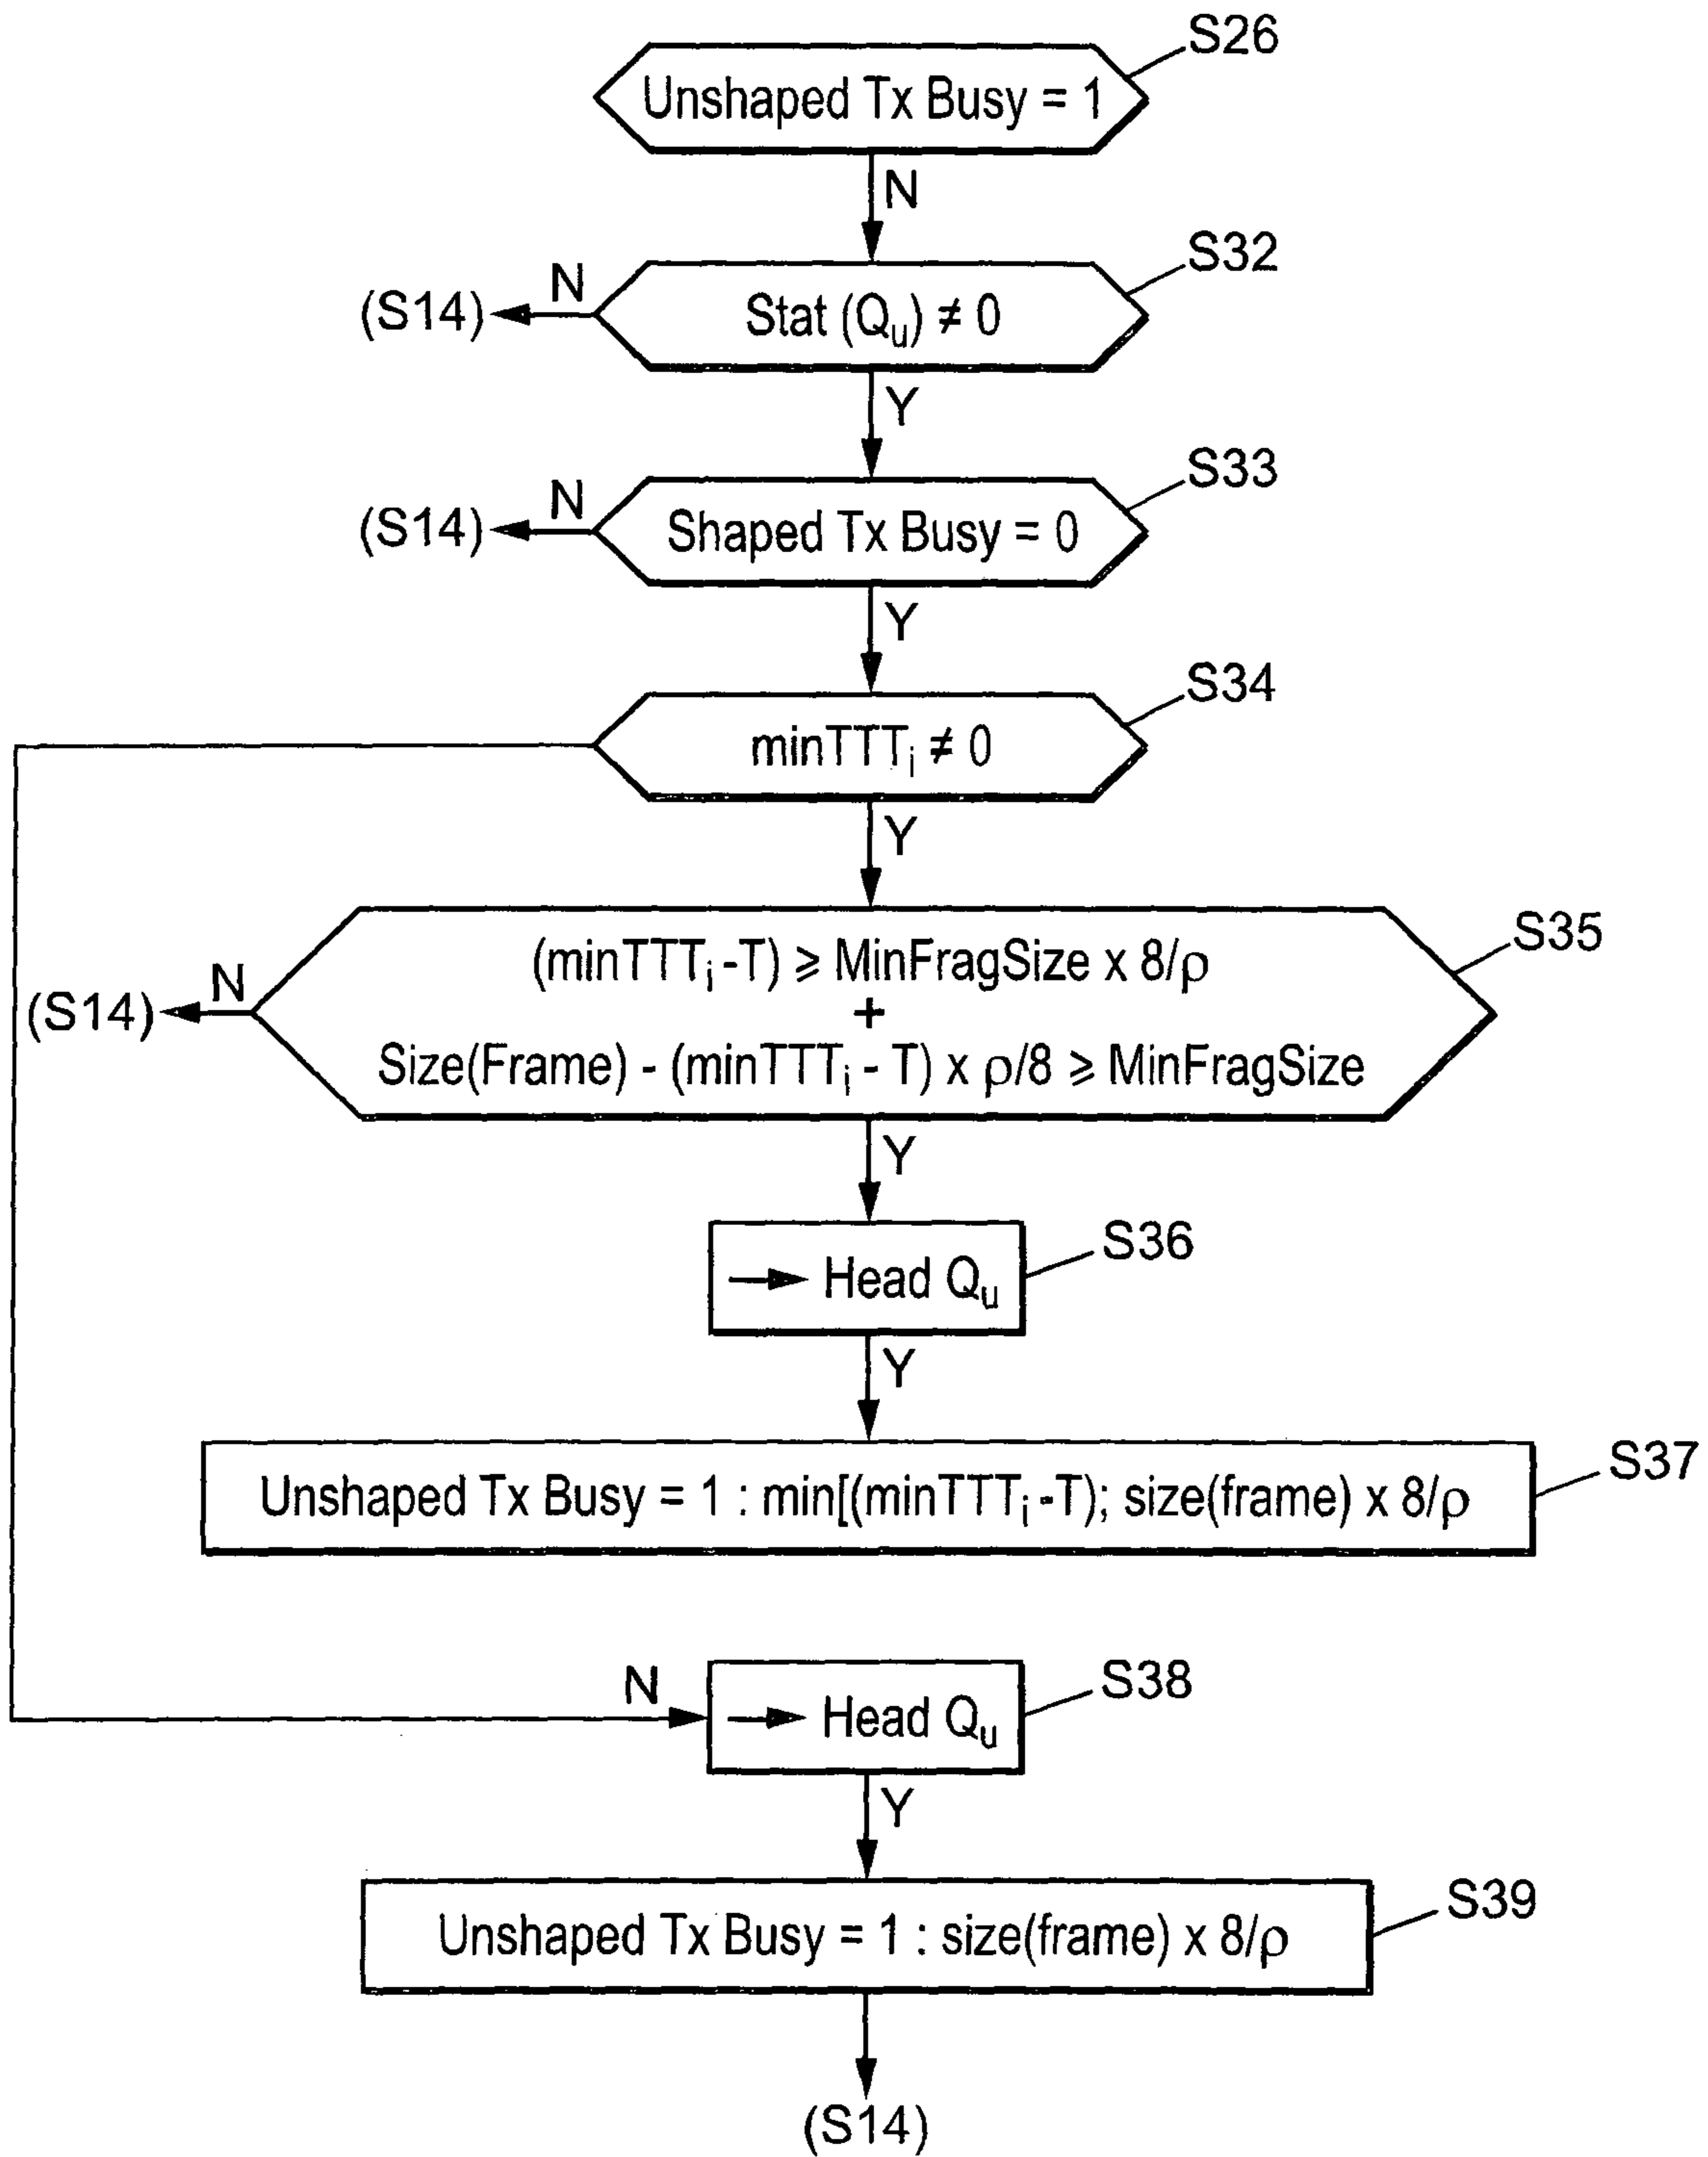 S26
Unshaped Tx Busy = 1
N
S32
N
(S14)
Stat (Qu) ≠ 0
Y
S33
N
(S14)
Shaped Tx Busy = 0
Y
S34
minTTTi ≠ 0
Y
S35
(minTTTi -T) ⩾ MinFragSize x 8/ρ
N
(S14)
+
Size(Frame) - (minTTTi - T) x ρ/8 ⩾ MinFragSize
Y
S36
Head Qu
Y
S37
Unshaped Tx Busy = 1 : min[(minTTTi -T); size(frame) x 8/ρ
N
S38
Head Qu
Y
S39
Unshaped Tx Busy = 1 : size(frame) x 8/ρ
(S14)